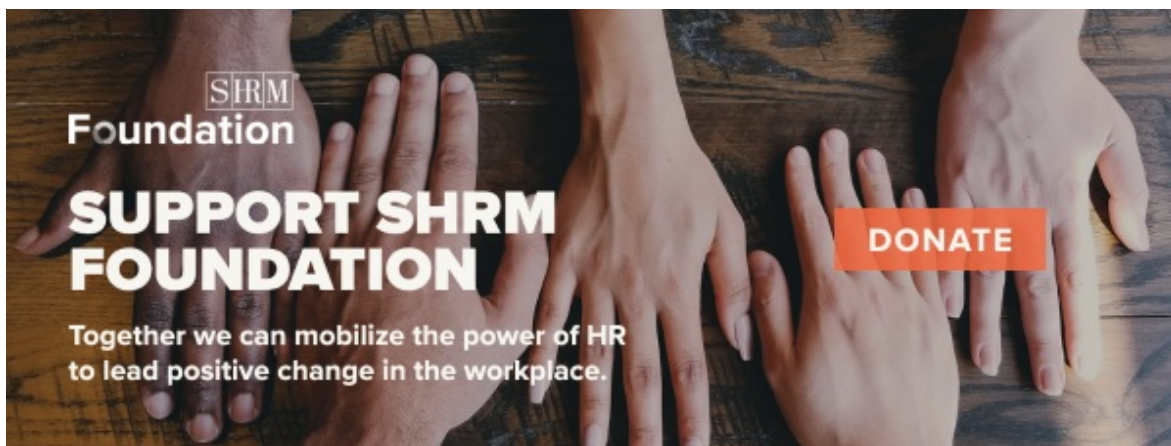 SHRM
Foundation
SUPPORT SHRM
FOUNDATION
DONATE
Together we can mobilize the power of HR
to lead positive change in the workplace.